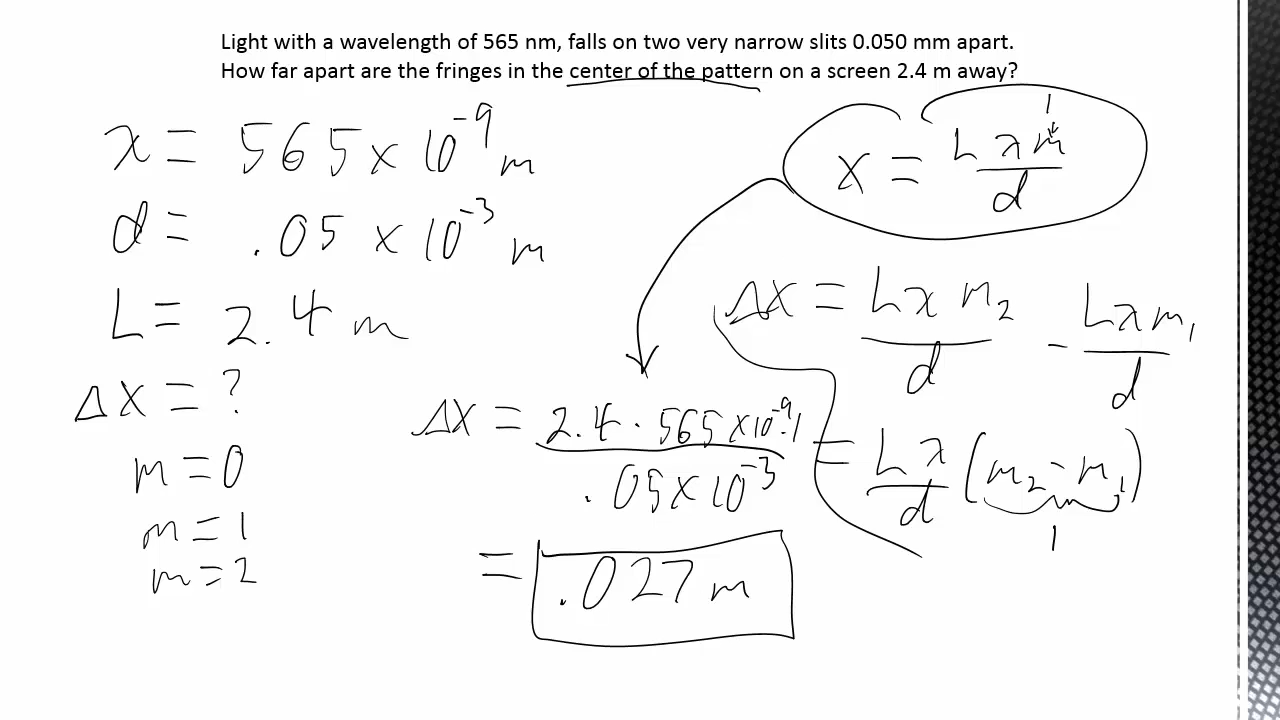 Light with a wavelength of 565 nm, falls on two very narrow slits 0.050 mm apart.
How far apart are the fringes in the center of the pattern on a screen 2.4 m away?
λ = 565 x 10⁻⁹ m
d = .05 x 10⁻³ m
L = 2.4 m
Δx = ?
m = 0
m = 1
m = 2
1
x = Lλm / d
Δx = Lλm₂ / d - Lλm₁ / d
= Lλ / d (m₂ - m₁)
1
Δx = 2.4 · 565 x 10⁻⁹ · 1 / .05 x 10⁻³
= .027 m